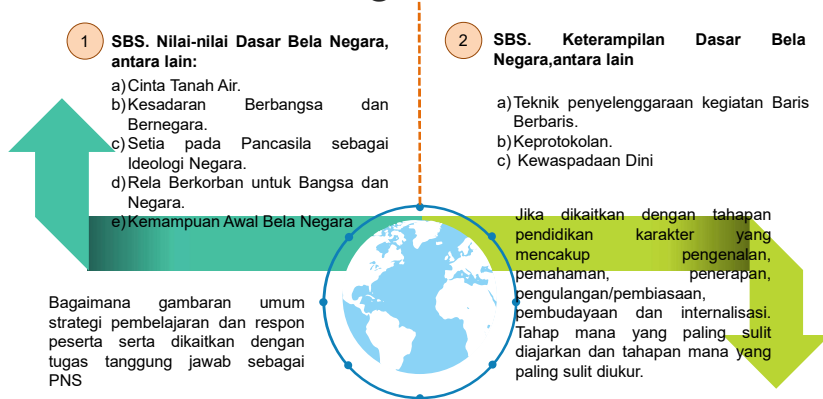 1
SBS. Nilai-nilai Dasar Bela Negara,
antara lain:
a)Cinta Tanah Air.
b)Kesadaran Berbangsa dan
Bernegara.
c)Setia pada Pancasila sebagai
Ideologi Negara.
d)Rela Berkorban untuk Bangsa dan
Negara.
e)Kemampuan Awal Bela Negara
2
SBS. Keterampilan Dasar Bela
Negara,antara lain
a)Teknik penyelenggaraan kegiatan Baris
Berbaris.
b)Keprotokolan.
c) Kewaspadaan Dini
Bagaimana gambaran umum
strategi pembelajaran dan respon
peserta serta dikaitkan dengan
tugas tanggung jawab sebagai
PNS
Jika dikaitkan dengan tahapan
pendidikan karakter yang
mencakup pengenalan,
pemahaman, penerapan,
pengulangan/pembiasaan,
pembudayaan dan internalisasi.
Tahap mana yang paling sulit
diajarkan dan tahapan mana yang
paling sulit diukur.